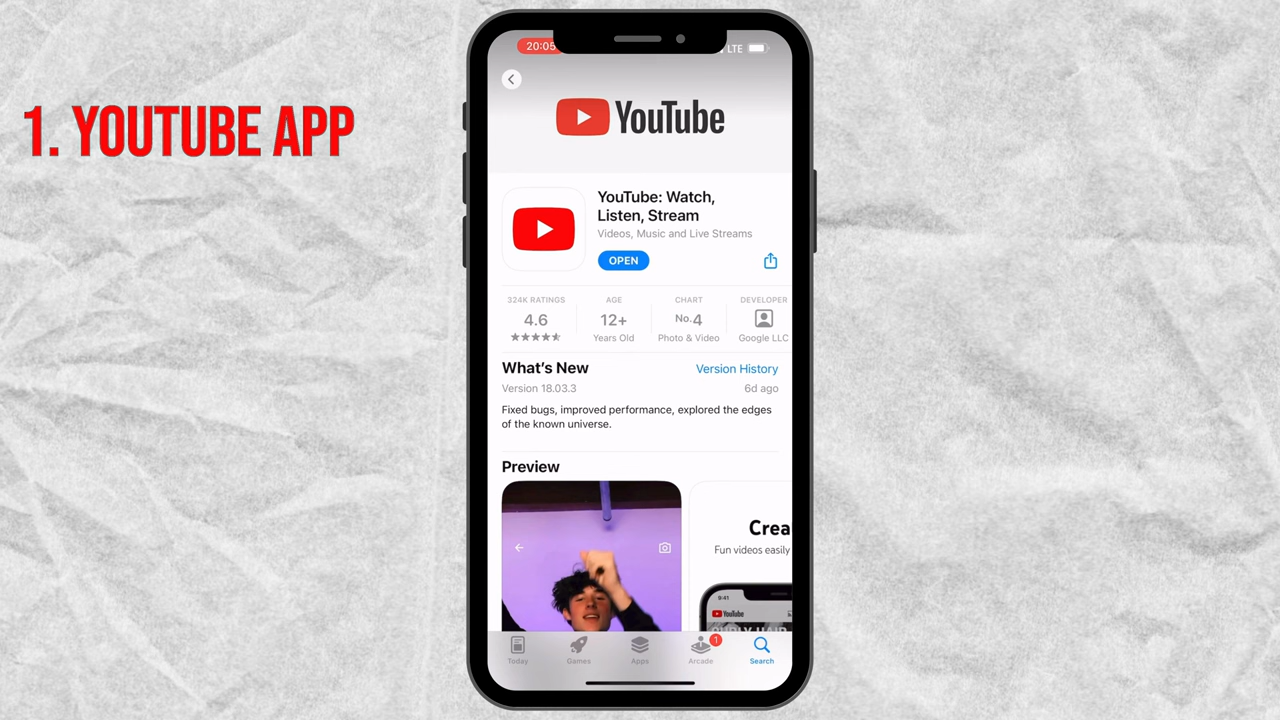 1. YOUTUBE APP
20:05
LTE
YouTube
YouTube: Watch,
Listen, Stream
Videos, Music and Live Streams
OPEN
324K RATINGS
4.6
AGE
12+
Years Old
CHART
No.4
Photo & Video
DEVELOPER
Google LLC
What's New
Version History
Version 18.03.3
6d ago
Fixed bugs, improved performance, explored the edges
of the known universe.
Preview
Crea
Fun videos easily
9:41
YouTube
Today
Games
Apps
Arcade
1
Search